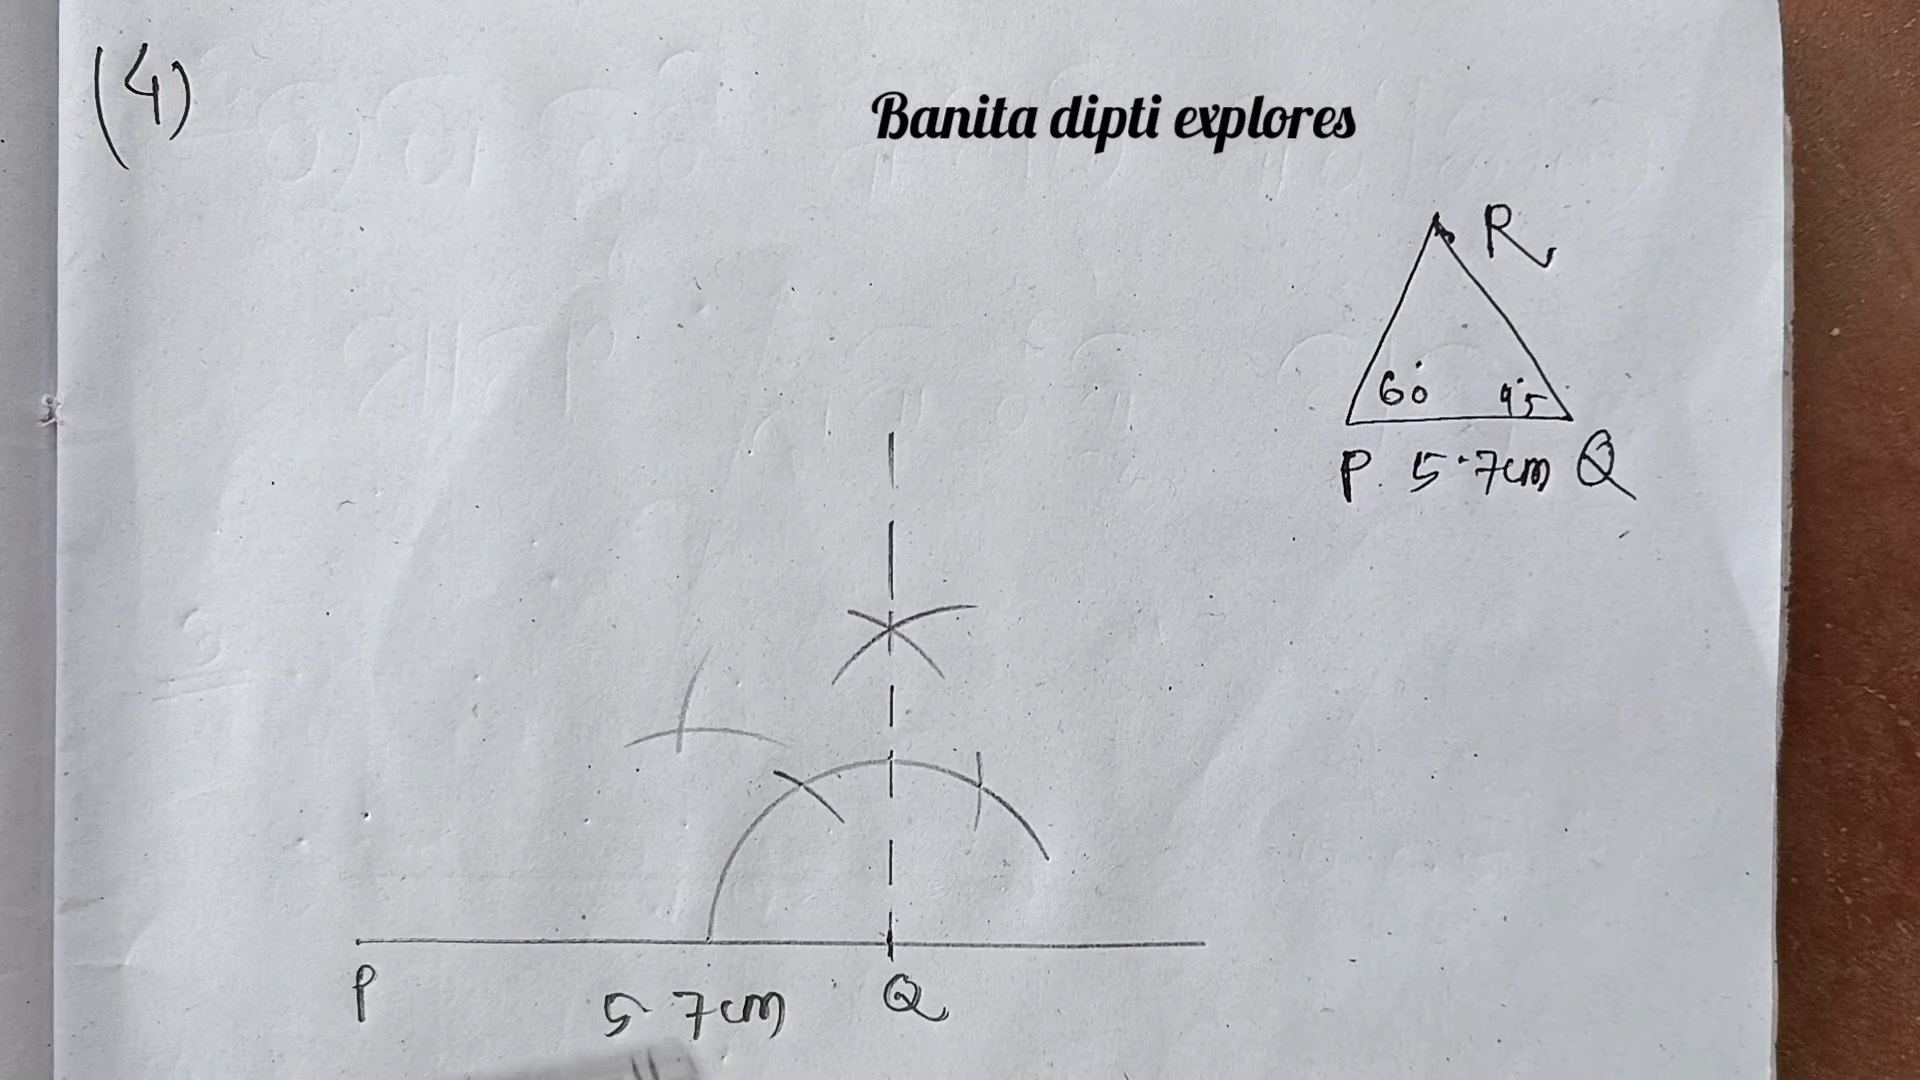 (4)
Banita dipti explores
R
60° 45°
P 5.7cm Q
P 5.7cm Q